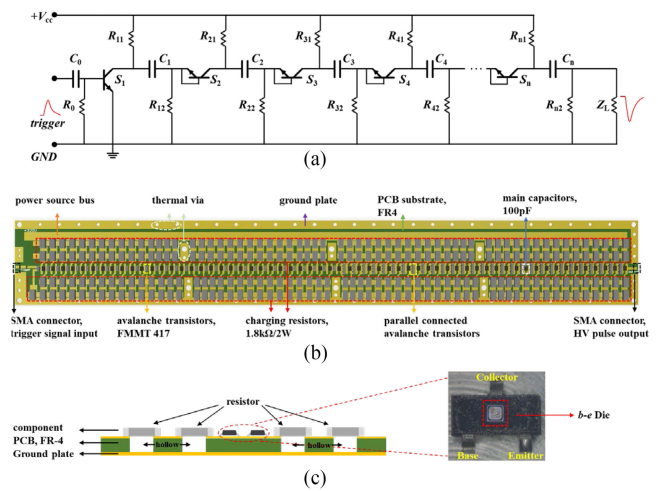 +Vcc
R11
R21
R31
R41
Rn1
C0
C1
C2
C3
C4
Cn
...
S1
S2
S3
S4
Sn
R0
R12
R22
R32
R42
Rn2
ZL
trigger
GND
(a)
power source bus
thermal via
ground plate
PCB substrate,
FR4
main capacitors,
100pF
SMA connector,
trigger signal input
avalanche transistors,
FMMT 417
charging resistors,
1.8kΩ/2W
parallel connected
avalanche transistors
SMA connector,
HV pulse output
(b)
resistor
component
PCB, FR-4
Ground plate
hollow
hollow
Collector
b-e Die
Base
Emitter
(c)